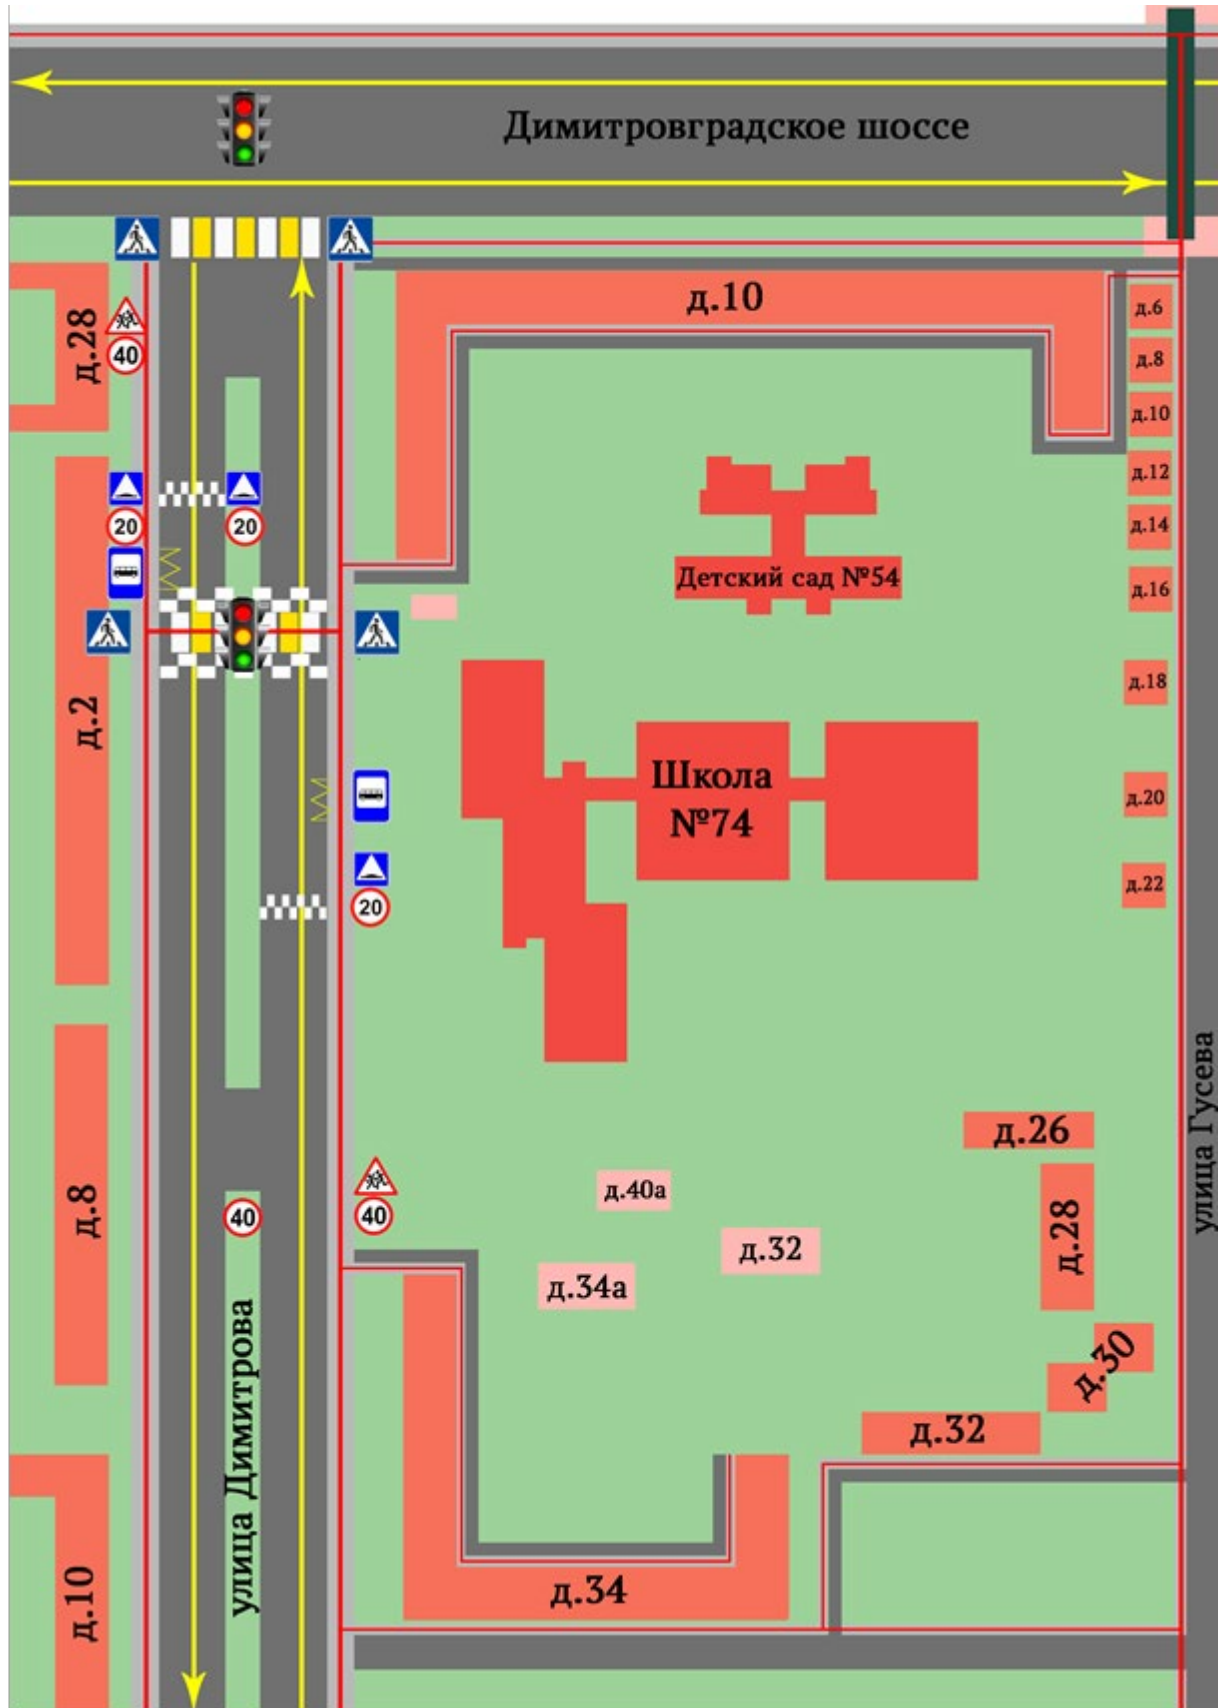 Димитровградское шоссе
д.10
д.28
д.6
40
д.8
д.10
д.12
20
20
д.14
Детский сад №54
д.16
д.2
д.18
Школа
№74
д.20
д.22
20
улица Гусева
д.26
д.8
д.40а
40
40
д.28
д.32
д.34а
улица Димитрова
д.30
д.32
д.10
д.34